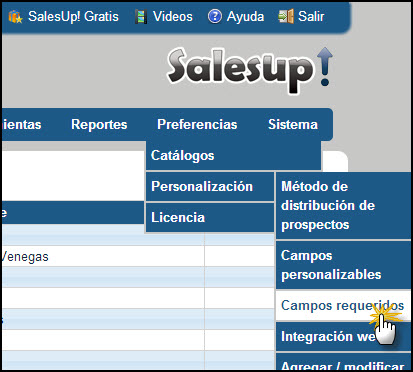 SalesUp! Gratis Videos Ayuda Salir
Salesup!
ientas Reportes Preferencias Sistema
Catálogos
Personalización
Licencia
Método de
distribución de
prospectos
Campos
personalizables
Campos requeridos
Integración we
Agregar / modificar
e
Venegas
s